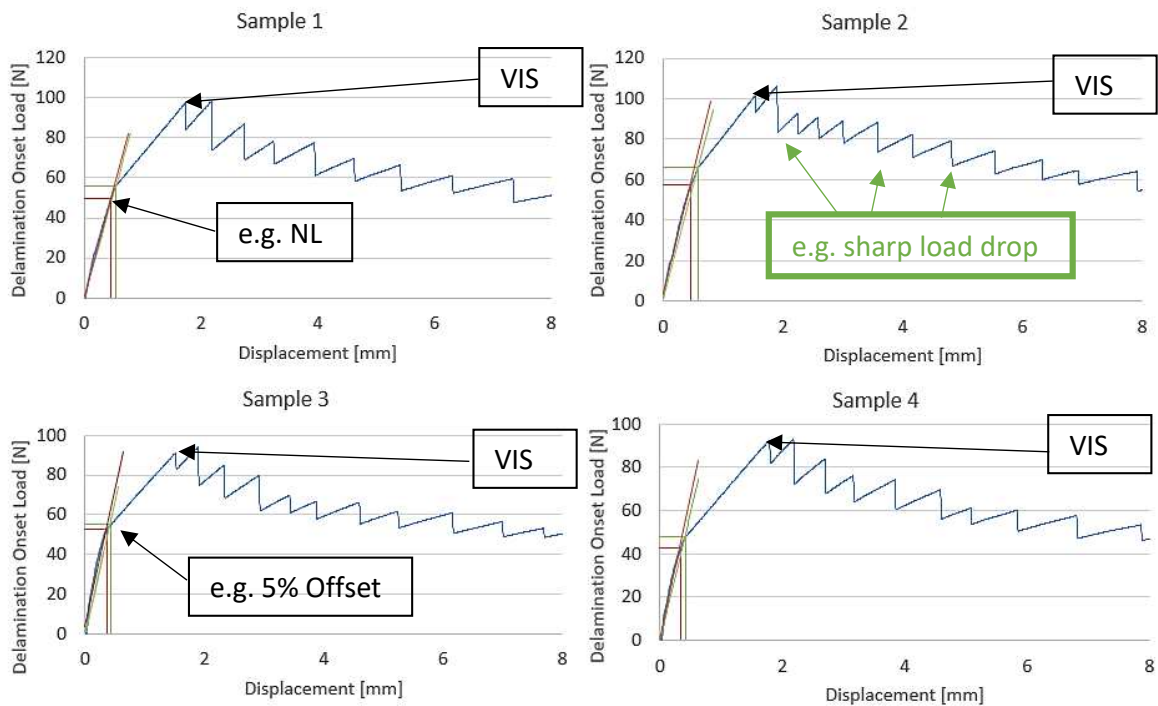 Sample 1
Delamination Onset Load [N]
120
100
80
60
40
20
0
VIS
e.g. NL
0 2 4 6 8
Displacement [mm]
Sample 2
Delamination Onset Load [N]
120
100
80
60
40
20
0
VIS
e.g. sharp load drop
0 2 4 6 8
Displacement [mm]
Sample 3
Delamination Onset Load [N]
100
80
60
40
20
0
VIS
e.g. 5% Offset
0 2 4 6 8
Displacement [mm]
Sample 4
Delamination Onset Load [N]
100
80
60
40
20
0
VIS
0 2 4 6 8
Displacement [mm]